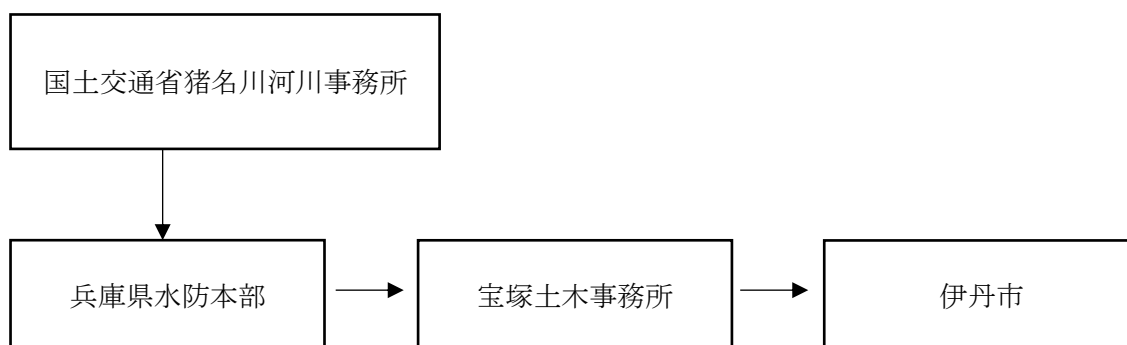 国土交通省猪名川河川事務所
兵庫県水防本部
宝塚土木事務所
伊丹市